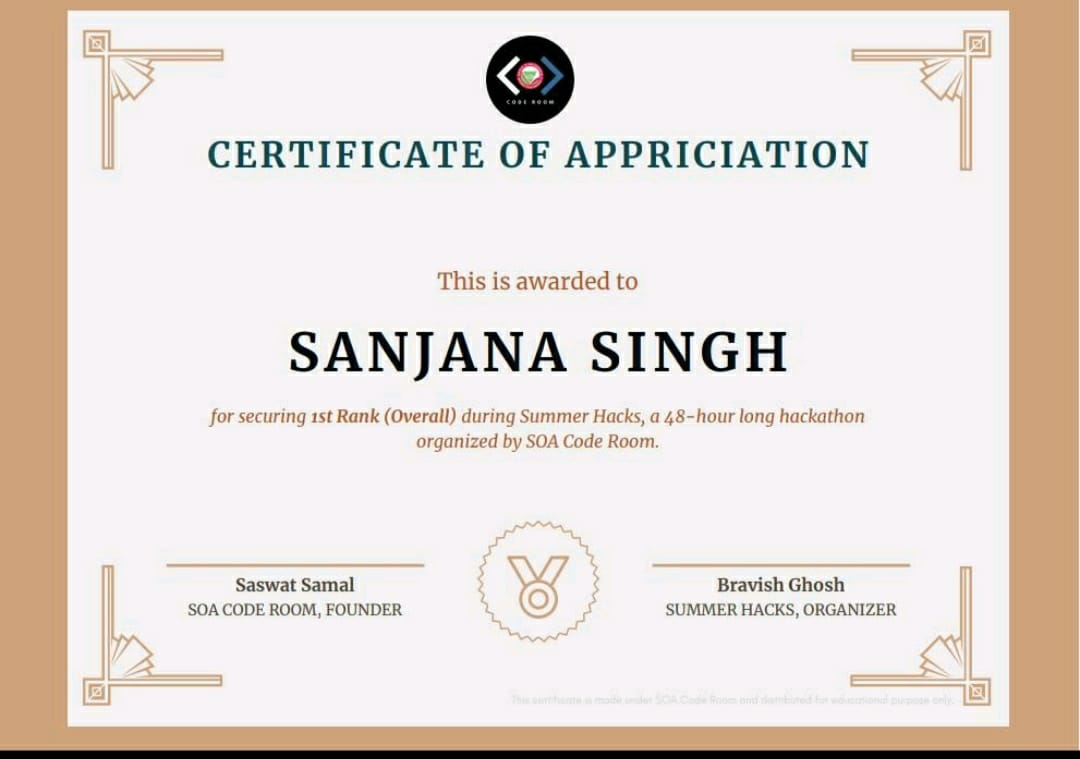 CODE ROOM
CERTIFICATE OF APPRICIATION
This is awarded to
SANJANA SINGH
for securing 1st Rank (Overall) during Summer Hacks, a 48-hour long hackathon
organized by SOA Code Room.
Saswat Samal
SOA CODE ROOM, FOUNDER
Bravish Ghosh
SUMMER HACKS, ORGANIZER
This certificate is made under SOA Code Room and distributed for educational purpose only.